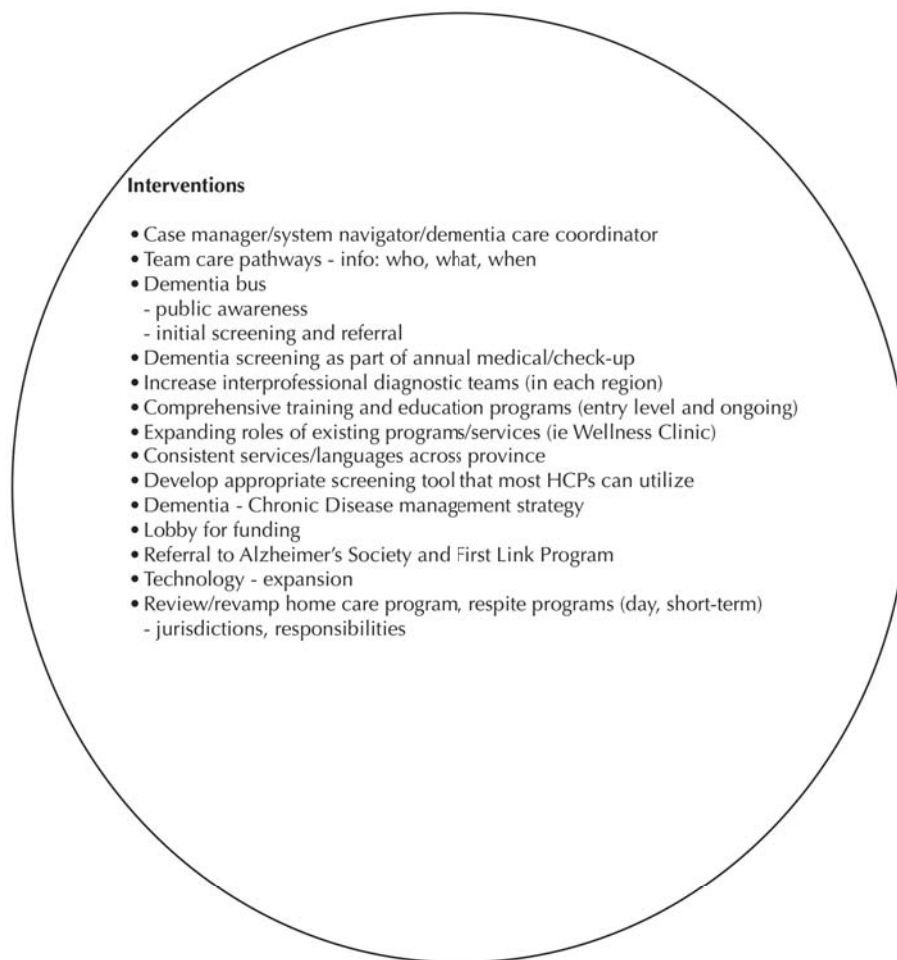 Interventions
• Case manager/system navigator/dementia care coordinator
• Team care pathways - info: who, what, when
• Dementia bus
- public awareness
- initial screening and referral
• Dementia screening as part of annual medical/check-up
• Increase interprofessional diagnostic teams (in each region)
• Comprehensive training and education programs (entry level and ongoing)
• Expanding roles of existing programs/services (ie Wellness Clinic)
• Consistent services/languages across province
• Develop appropriate screening tool that most HCPs can utilize
• Dementia - Chronic Disease management strategy
• Lobby for funding
• Referral to Alzheimer's Society and First Link Program
• Technology - expansion
• Review/revamp home care program, respite programs (day, short-term)
- jurisdictions, responsibilities